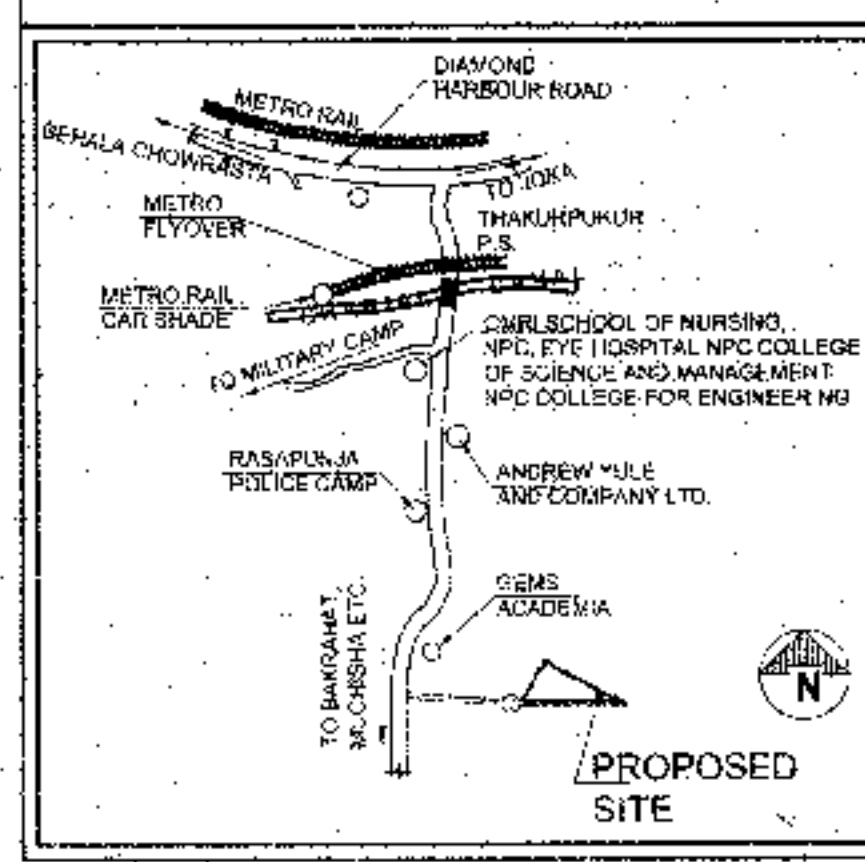 DIAMOND
HARBOUR ROAD
METRO RAIL
BEHALA CHOWRASTA
TO JOKA
METRO
FLYOVER
THAKURPUKUR
P.S.
METRO RAIL
CAR SHADE
TO MILITARY CAMP
SCHOOL OF NURSING,
NPC, EYE HOSPITAL NPC COLLEGE
OF SCIENCE AND MANAGEMENT
NPC COLLEGE FOR ENGINEERING
RASAPUNJA
POLICE CAMP
ANDREW YULE
AND COMPANY LTD.
GEMS
ACADEMIA
TO BAKRAHAT,
ETC.
N
PROPOSED
SITE